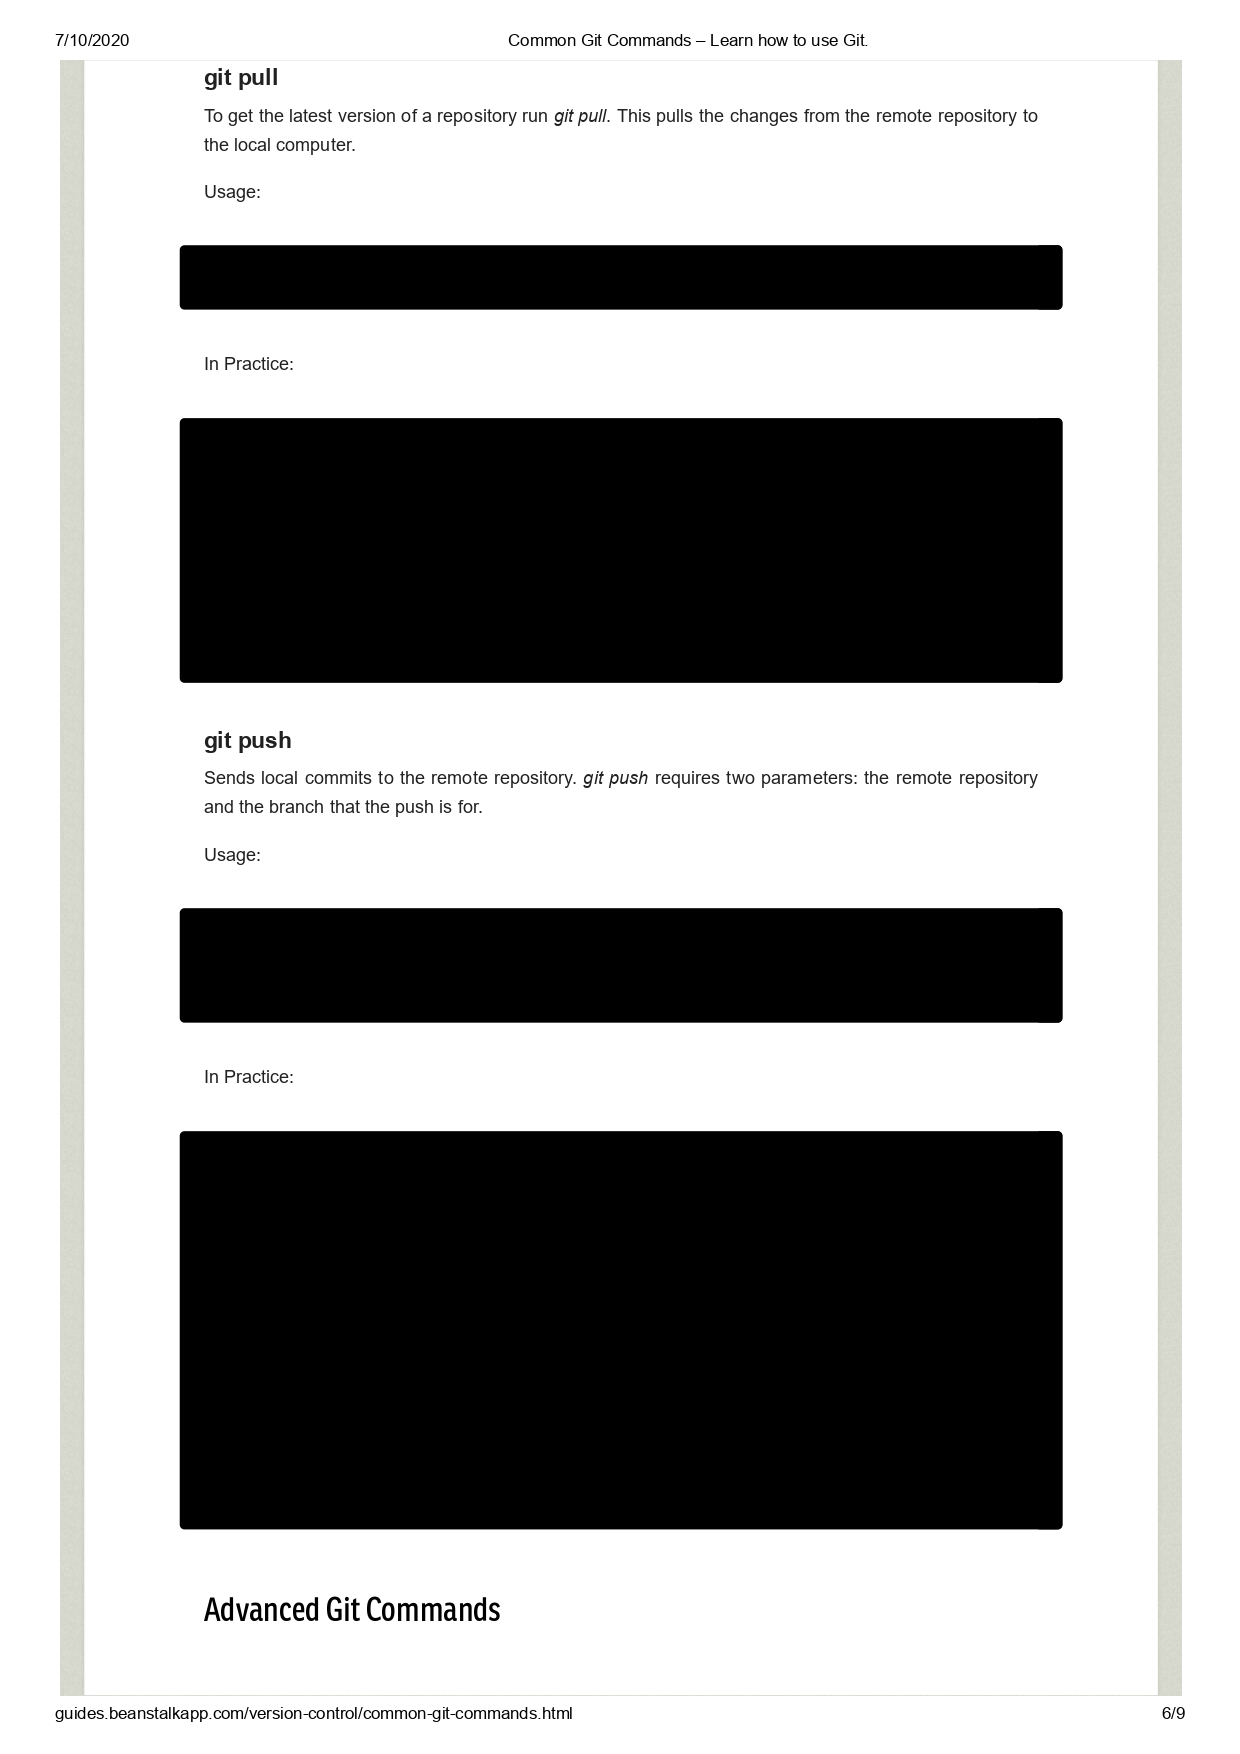 7/10/2020
Common Git Commands – Learn how to use Git.
git pull
To get the latest version of a repository run git pull. This pulls the changes from the remote repository to
the local computer.
Usage:
In Practice:
git push
Sends local commits to the remote repository. git push requires two parameters: the remote repository
and the branch that the push is for.
Usage:
In Practice:
Advanced Git Commands
guides.beanstalkapp.com/version-control/common-git-commands.html
6/9